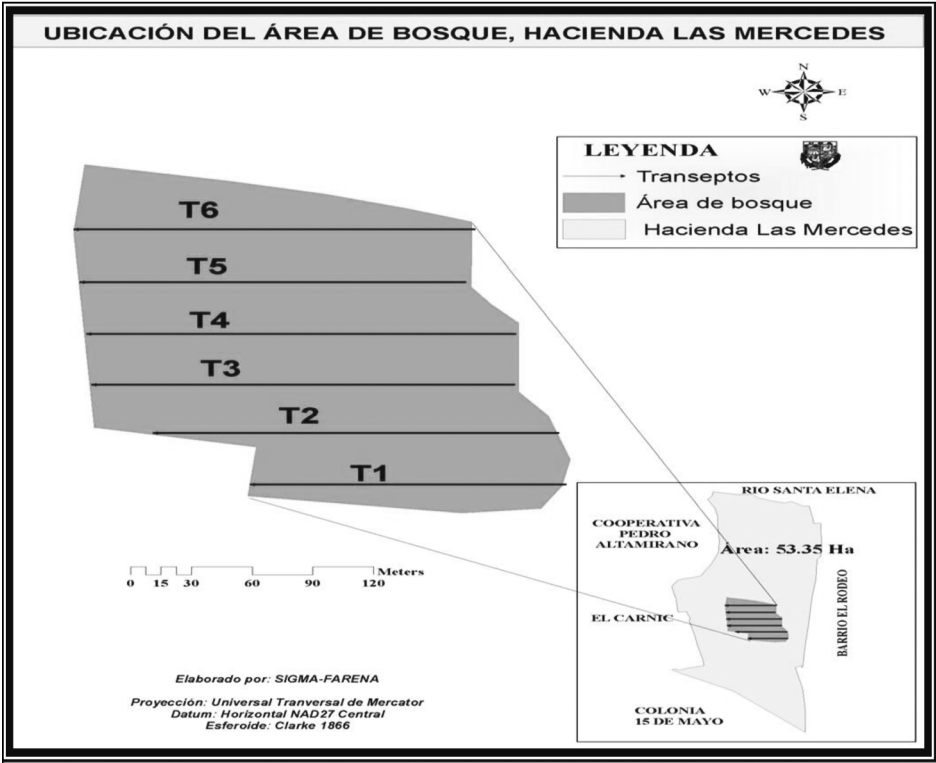 UBICACIÓN DEL ÁREA DE BOSQUE, HACIENDA LAS MERCEDES
N
W E
S
LEYENDA
Transeptos
Área de bosque
Hacienda Las Mercedes
T6
T5
T4
T3
T2
T1
0 15 30 60 90 120 Meters
RIO SANTA ELENA
COOPERATIVA
PEDRO
ALTAMIRANO
Área: 53.35 Ha
BARRIO EL RODEO
EL CARNIC
COLONIA
15 DE MAYO
Elaborado por: SIGMA-FARENA
Proyección: Universal Tranversal de Mercator
Datum: Horizontal NAD27 Central
Esferoide: Clarke 1866